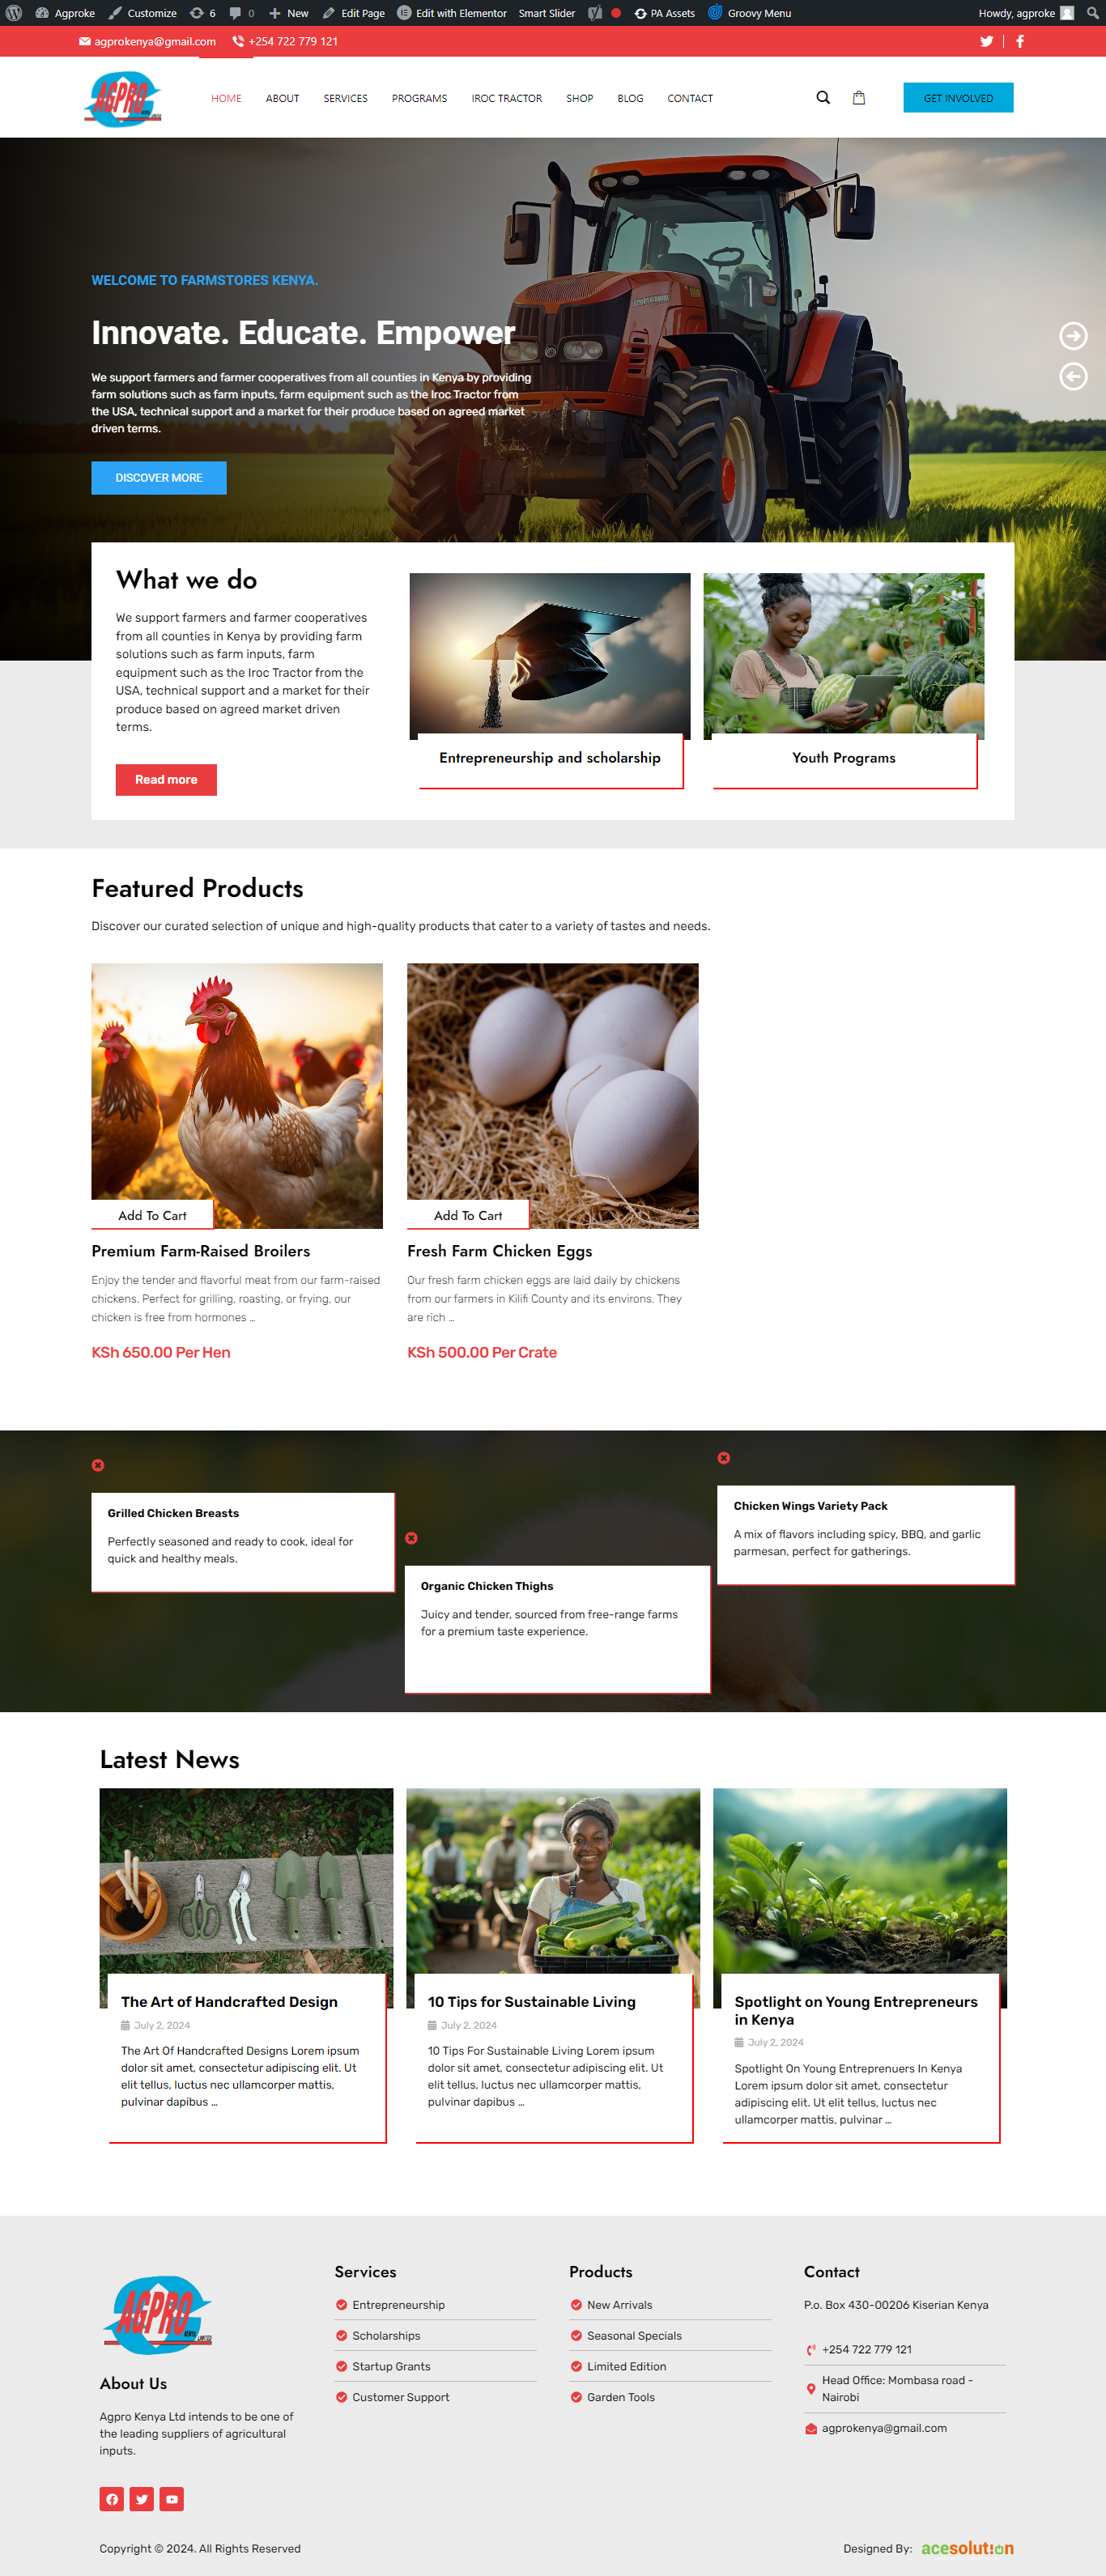 Agproke Customize 6 0 New Edit Page Edit with Elementor Smart Slider PA Assets Groovy Menu Howdy, agproke
agprokenya@gmail.com +254 722 779 121
AGPRO
HOME ABOUT SERVICES PROGRAMS IROC TRACTOR SHOP BLOG CONTACT GET INVOLVED
WELCOME TO FARMSTORES KENYA.
Innovate. Educate. Empower
We support farmers and farmer cooperatives from all counties in Kenya by providing
farm solutions such as farm inputs, farm equipment such as the Iroc Tractor from
the USA, technical support and a market for their produce based on agreed market
driven terms.
DISCOVER MORE
What we do
We support farmers and farmer cooperatives
from all counties in Kenya by providing farm
solutions such as farm inputs, farm
equipment such as the Iroc Tractor from the
USA, technical support and a market for their
produce based on agreed market driven
terms.
Read more
Entrepreneurship and scholarship
Youth Programs
Featured Products
Discover our curated selection of unique and high-quality products that cater to a variety of tastes and needs.
Add To Cart
Premium Farm-Raised Broilers
Enjoy the tender and flavorful meat from our farm-raised
chickens. Perfect for grilling, roasting, or frying, our
chicken is free from hormones ...
KSh 650.00 Per Hen
Add To Cart
Fresh Farm Chicken Eggs
Our fresh farm chicken eggs are laid daily by chickens
from our farmers in Kilifi County and its environs. They
are rich ...
KSh 500.00 Per Crate
Grilled Chicken Breasts
Perfectly seasoned and ready to cook, ideal for
quick and healthy meals.
Organic Chicken Thighs
Juicy and tender, sourced from free-range farms
for a premium taste experience.
Chicken Wings Variety Pack
A mix of flavors including spicy, BBQ, and garlic
parmesan, perfect for gatherings.
Latest News
The Art of Handcrafted Design
July 2, 2024
The Art Of Handcrafted Designs Lorem ipsum
dolor sit amet, consectetur adipiscing elit. Ut
elit tellus, luctus nec ullamcorper mattis,
pulvinar dapibus ...
10 Tips for Sustainable Living
July 2, 2024
10 Tips For Sustainable Living Lorem ipsum
dolor sit amet, consectetur adipiscing elit. Ut
elit tellus, luctus nec ullamcorper mattis,
pulvinar dapibus ...
Spotlight on Young Entrepreneurs
in Kenya
July 2, 2024
Spotlight On Young Entreprenuers In Kenya
Lorem ipsum dolor sit amet, consectetur
adipiscing elit. Ut elit tellus, luctus nec
ullamcorper mattis, pulvinar ...
AGPRO
KENYA LIMITED
About Us
Agpro Kenya Ltd intends to be one of
the leading suppliers of agricultural
inputs.
Services
Entrepreneurship
Scholarships
Startup Grants
Customer Support
Products
New Arrivals
Seasonal Specials
Limited Edition
Garden Tools
Contact
P.o. Box 430-00206 Kiserian Kenya
+254 722 779 121
Head Office: Mombasa road -
Nairobi
agprokenya@gmail.com
Copyright © 2024. All Rights Reserved
Designed By: acesolution